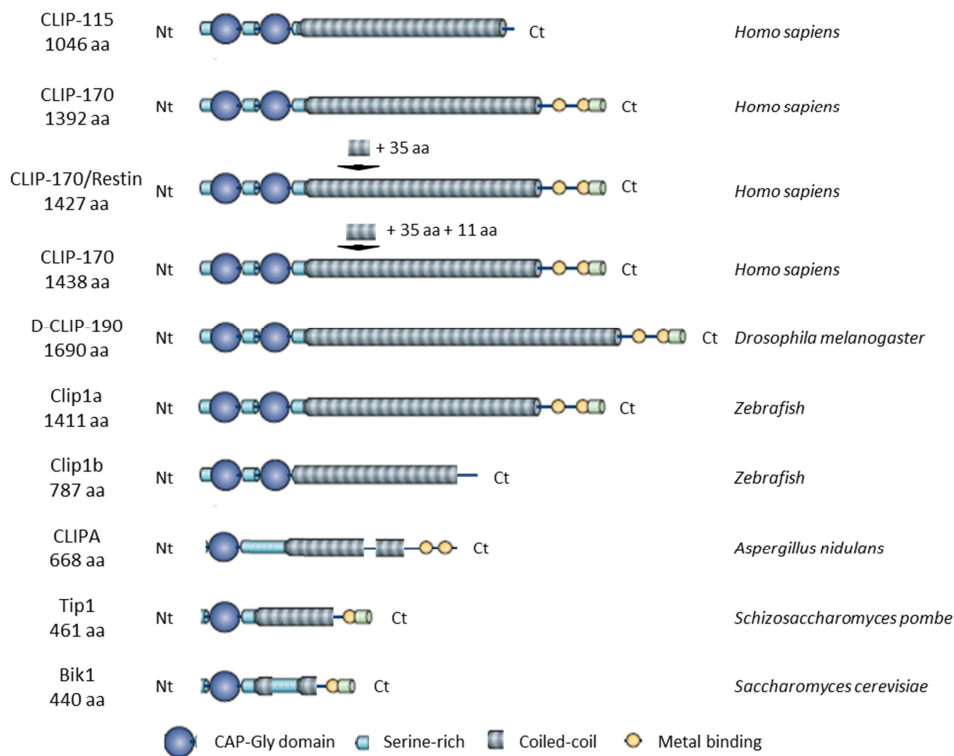 CLIP-115
1046 aa
Nt
Ct
Homo sapiens
CLIP-170
1392 aa
Nt
Ct
Homo sapiens
+ 35 aa
CLIP-170/Restin
1427 aa
Nt
Ct
Homo sapiens
+ 35 aa + 11 aa
CLIP-170
1438 aa
Nt
Ct
Homo sapiens
D-CLIP-190
1690 aa
Nt
Ct
Drosophila melanogaster
Clip1a
1411 aa
Nt
Ct
Zebrafish
Clip1b
787 aa
Nt
Ct
Zebrafish
CLIPA
668 aa
Nt
Ct
Aspergillus nidulans
Tip1
461 aa
Nt
Ct
Schizosaccharomyces pombe
Bik1
440 aa
Nt
Ct
Saccharomyces cerevisiae
CAP-Gly domain
Serine-rich
Coiled-coil
Metal binding